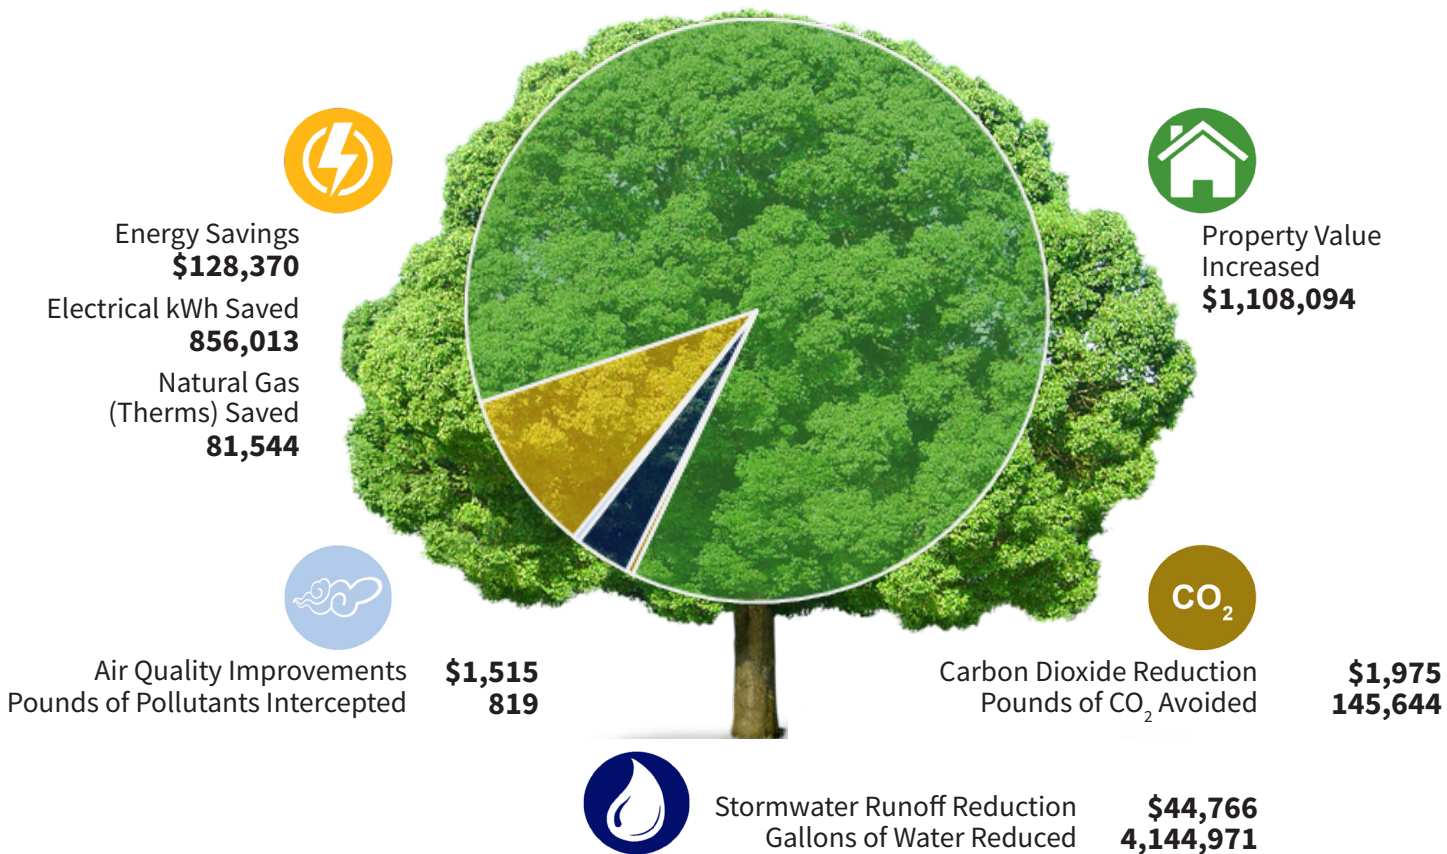 Energy Savings
$128,370
Electrical kWh Saved
856,013
Natural Gas
(Therms) Saved
81,544
Property Value
Increased
$1,108,094
Air Quality Improvements $1,515
Pounds of Pollutants Intercepted 819
CO₂
Carbon Dioxide Reduction $1,975
Pounds of CO₂ Avoided 145,644
Stormwater Runoff Reduction $44,766
Gallons of Water Reduced 4,144,971